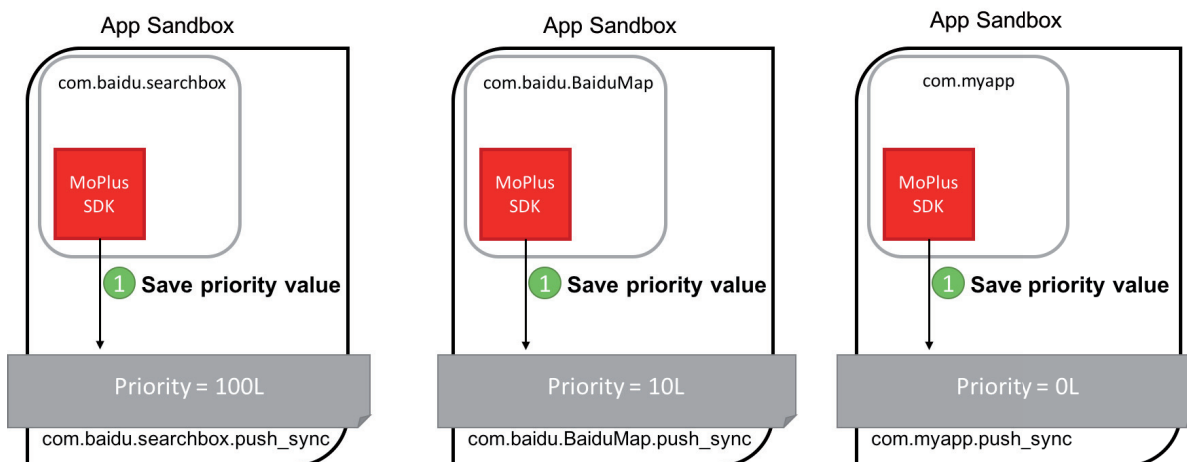 App Sandbox
com.baidu.searchbox
MoPlus
SDK
1 Save priority value
Priority = 100L
com.baidu.searchbox.push_sync
App Sandbox
com.baidu.BaiduMap
MoPlus
SDK
1 Save priority value
Priority = 10L
com.baidu.BaiduMap.push_sync
App Sandbox
com.myapp
MoPlus
SDK
1 Save priority value
Priority = 0L
com.myapp.push_sync